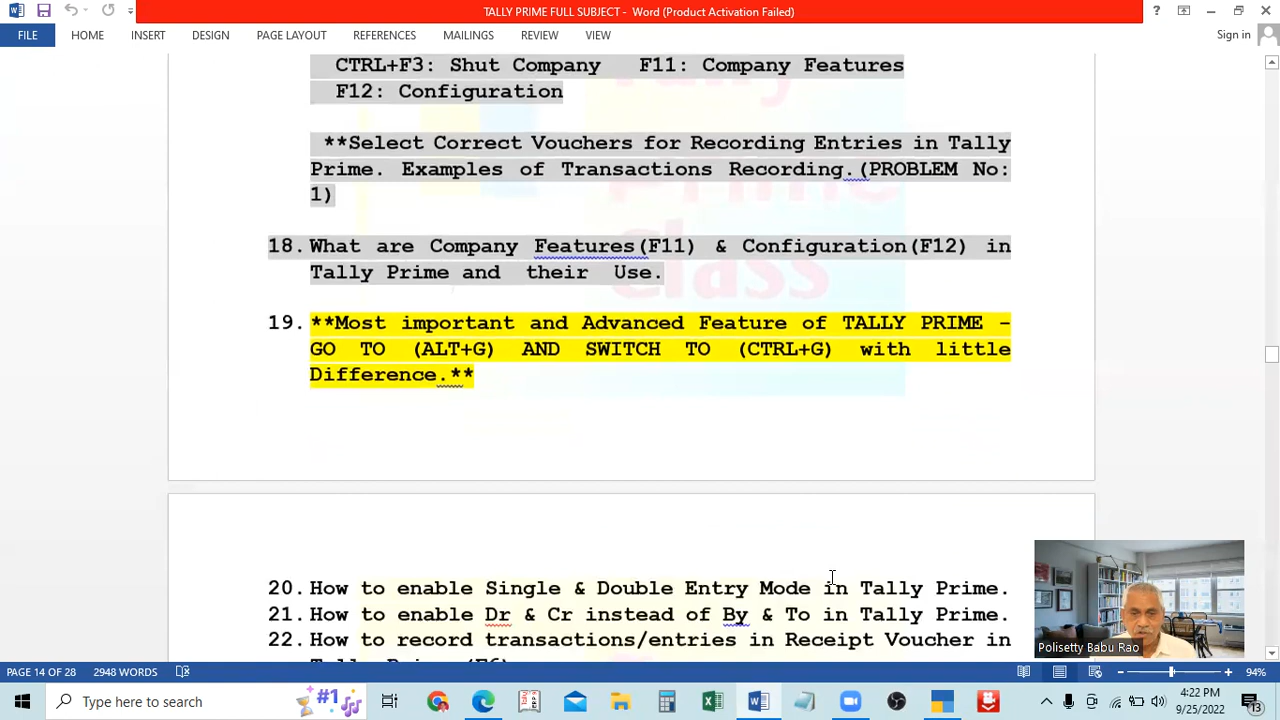 TALLY PRIME FULL SUBJECT - Word (Product Activation Failed)
Sign in
FILE HOME INSERT DESIGN PAGE LAYOUT REFERENCES MAILINGS REVIEW VIEW
CTRL+F3: Shut Company F11: Company Features
F12: Configuration
**Select Correct Vouchers for Recording Entries in Tally
Prime. Examples of Transactions Recording.(PROBLEM No:
1)
18. What are Company Features(F11) & Configuration(F12) in
Tally Prime and their Use.
19. **Most important and Advanced Feature of TALLY PRIME -
GO TO (ALT+G) AND SWITCH TO (CTRL+G) with little
Difference.**
20. How to enable Single & Double Entry Mode in Tally Prime.
21. How to enable Dr & Cr instead of By & To in Tally Prime.
22. How to record transactions/entries in Receipt Voucher in
Polisetty Babu Rao
PAGE 14 OF 28 2948 WORDS 94%
Type here to search #1
4:22 PM
9/25/2022
13